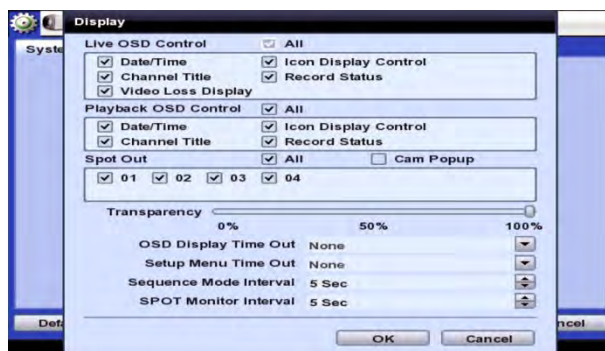 Display
Syste
Live OSD Control All
Date/Time Icon Display Control
Channel Title Record Status
Video Loss Display
Playback OSD Control All
Date/Time Icon Display Control
Channel Title Record Status
Spot Out All Cam Popup
01 02 03 04
Transparency
0% 50% 100%
OSD Display Time Out None
Setup Menu Time Out None
Sequence Mode Interval 5 Sec
SPOT Monitor Interval 5 Sec
Defa ncel
OK Cancel